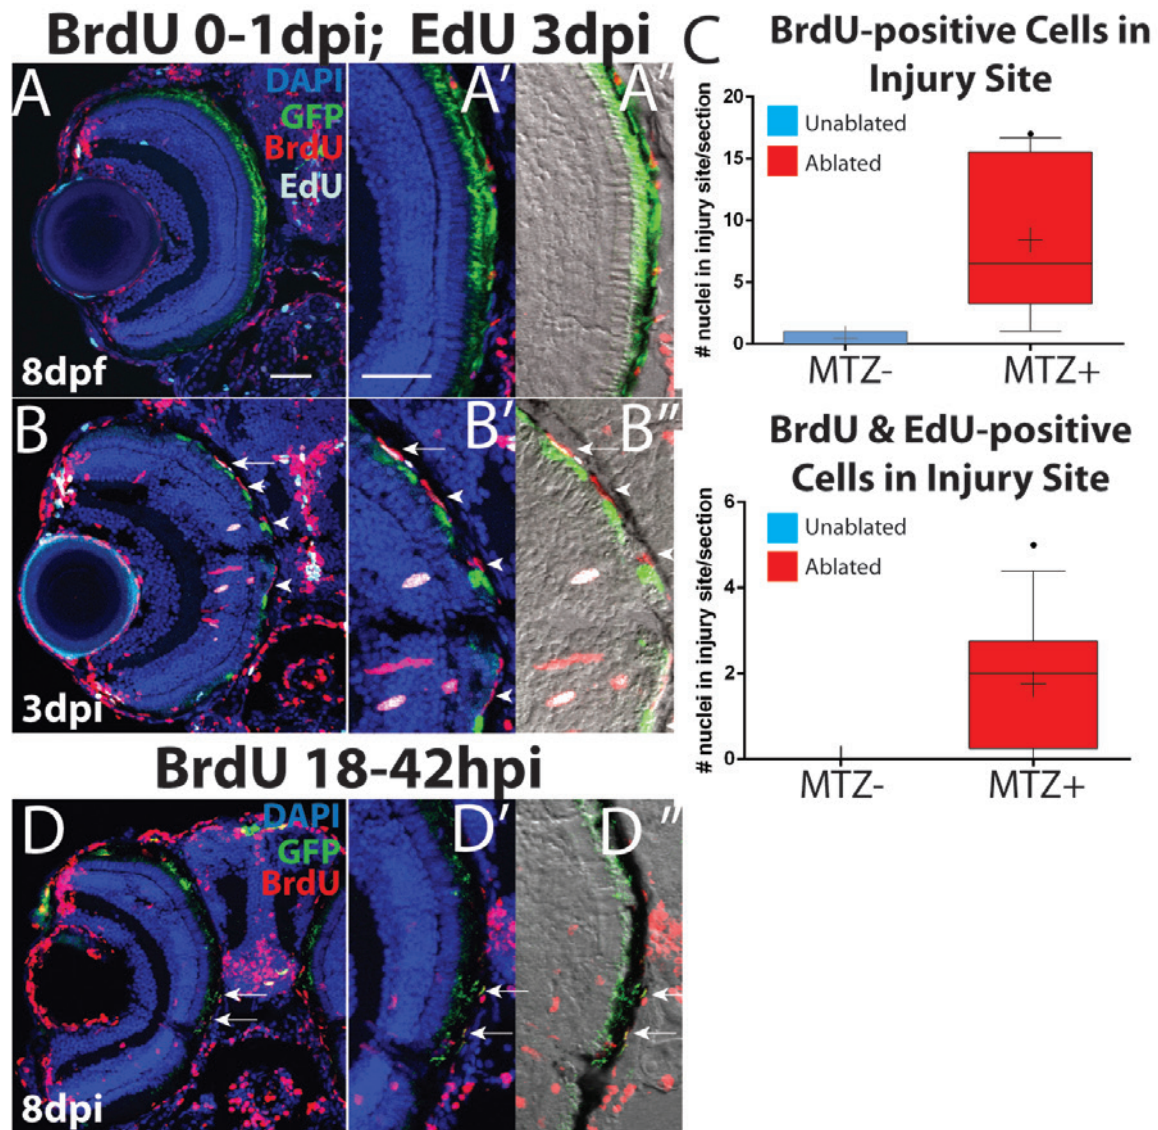 BrdU 0-1dpi; EdU 3dpi
A
DAPI
GFP
BrdU
EdU
8dpf
A'
A"
B
3dpi
B'
B"
C
BrdU-positive Cells in
Injury Site
# nuclei in injury site/section
20
15
10
5
0
Unablated
Ablated
MTZ-
MTZ+
BrdU & EdU-positive
Cells in Injury Site
# nuclei in injury site/section
6
4
2
0
Unablated
Ablated
MTZ-
MTZ+
BrdU 18-42hpi
D
DAPI
GFP
BrdU
8dpi
D'
D"